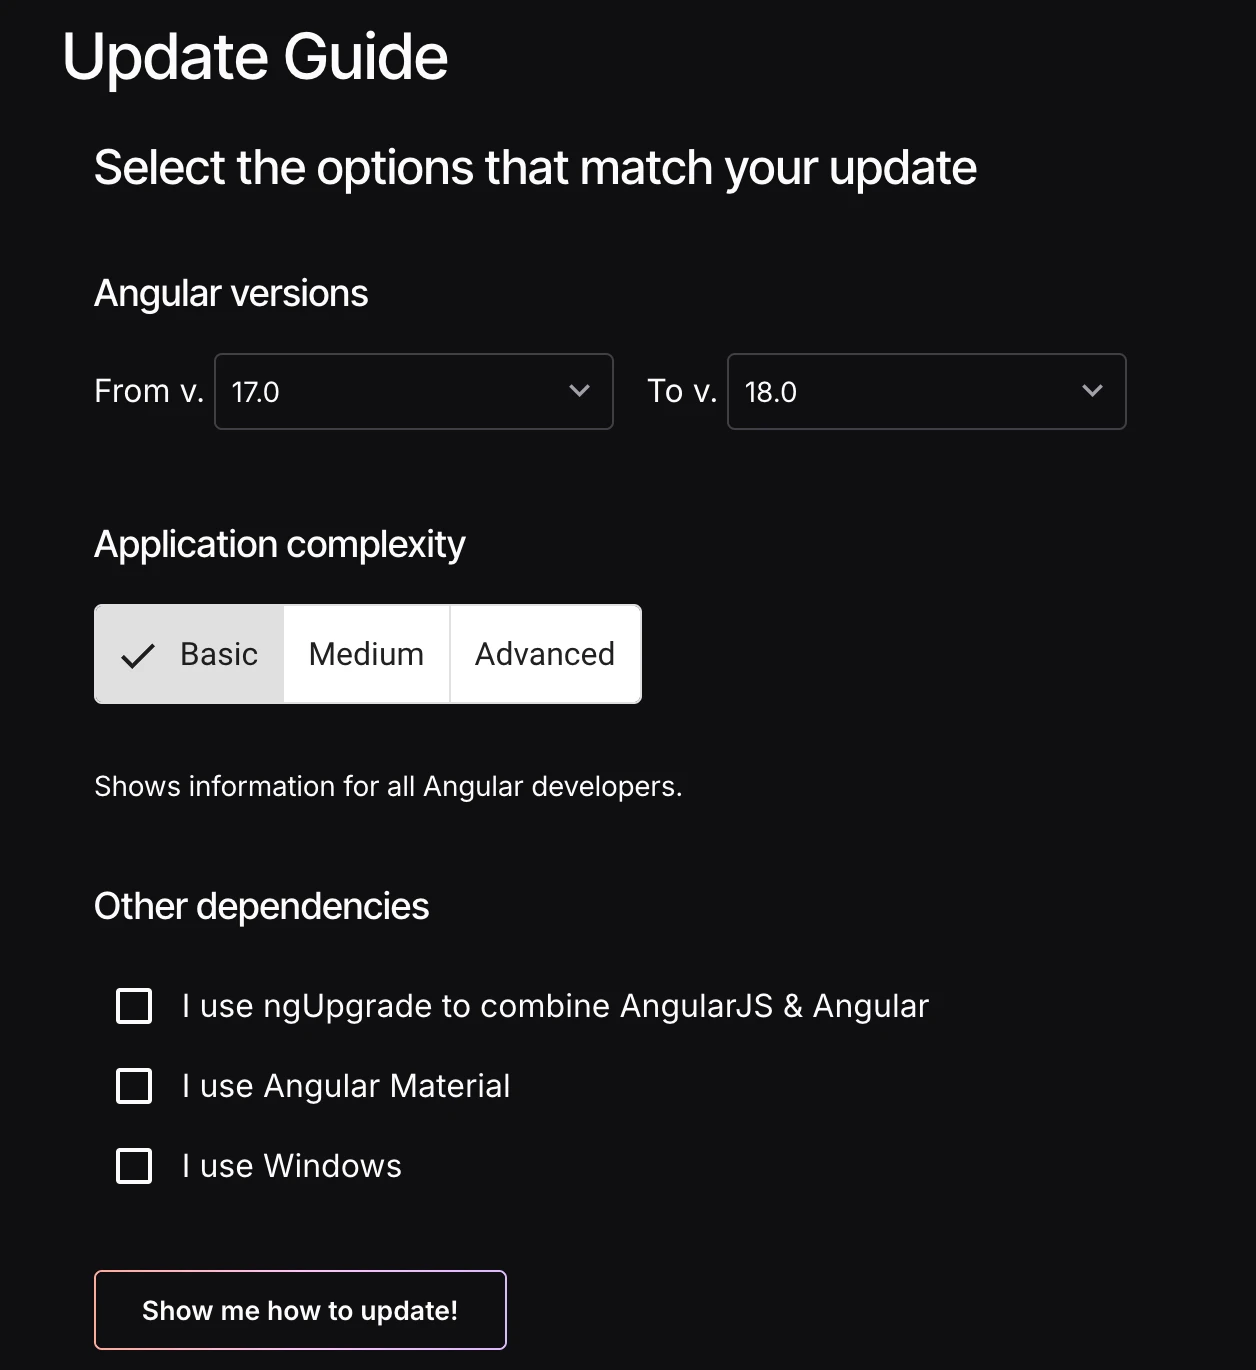 Update Guide
Select the options that match your update
Angular versions
From v. 17.0 To v. 18.0
Application complexity
Basic Medium Advanced
Shows information for all Angular developers.
Other dependencies
I use ngUpgrade to combine AngularJS & Angular
I use Angular Material
I use Windows
Show me how to update!